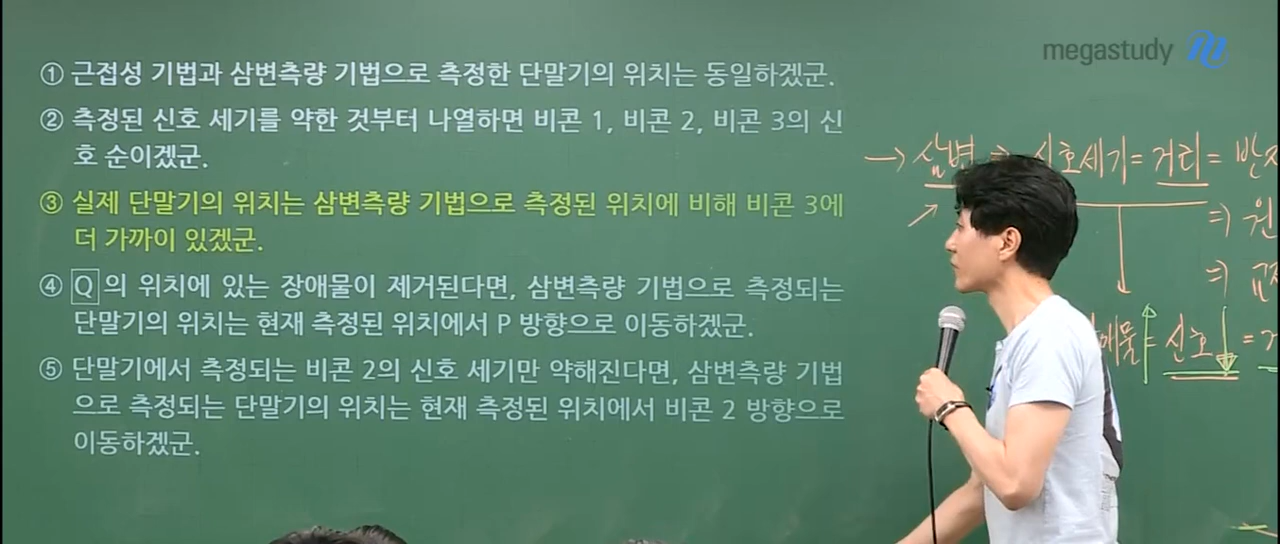 megastudy
① 근접성 기법과 삼변측량 기법으로 측정한 단말기의 위치는 동일하겠군.
② 측정된 신호 세기를 약한 것부터 나열하면 비콘 1, 비콘 2, 비콘 3의 신
호 순이겠군.
③ 실제 단말기의 위치는 삼변측량 기법으로 측정된 위치에 비해 비콘 3에
더 가까이 있겠군.
④ Q의 위치에 있는 장애물이 제거된다면, 삼변측량 기법으로 측정되는
단말기의 위치는 현재 측정된 위치에서 P 방향으로 이동하겠군.
⑤ 단말기에서 측정되는 비콘 2의 신호 세기만 약해진다면, 삼변측량 기법
으로 측정되는 단말기의 위치는 현재 측정된 위치에서 비콘 2 방향으로
이동하겠군.
→ 삼변 ⇒ 신호세기 = 거리 =
⇒ 원
⇒
신호 =